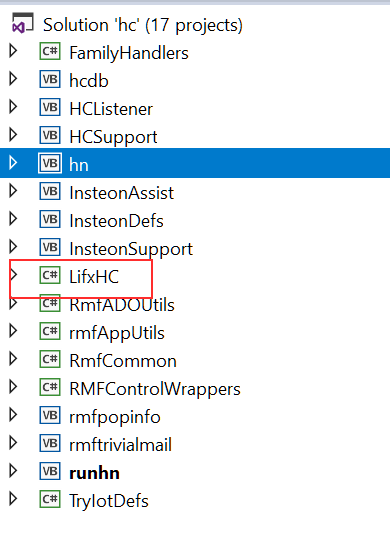 Solution 'hc' (17 projects)
C# FamilyHandlers
VB hcdb
VB HCListener
VB HCSupport
VB hn
VB InsteonAssist
VB InsteonDefs
VB InsteonSupport
C# LifxHC
C# RmfADOUtils
C# rmfAppUtils
C# RmfCommon
C# RMFControlWrappers
VB rmfpopinfo
VB rmftrivialmail
VB runhn
C# TryIotDefs